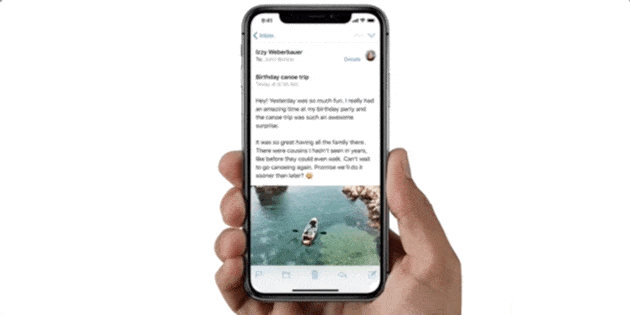 9:41
Inbox
Izzy Weberbauer
To: John Bishop
Details
Birthday canoe trip
Today at 9:36 AM
Hey! Yesterday was so much fun. I really had
an amazing time at my birthday party and
the canoe trip was such an awesome
surprise.
It was so great having all the family there.
There were cousins I hadn't seen in years,
like before they could even walk. Can't wait
to go canoeing again. Promise we'll do it
sooner than later? 😄